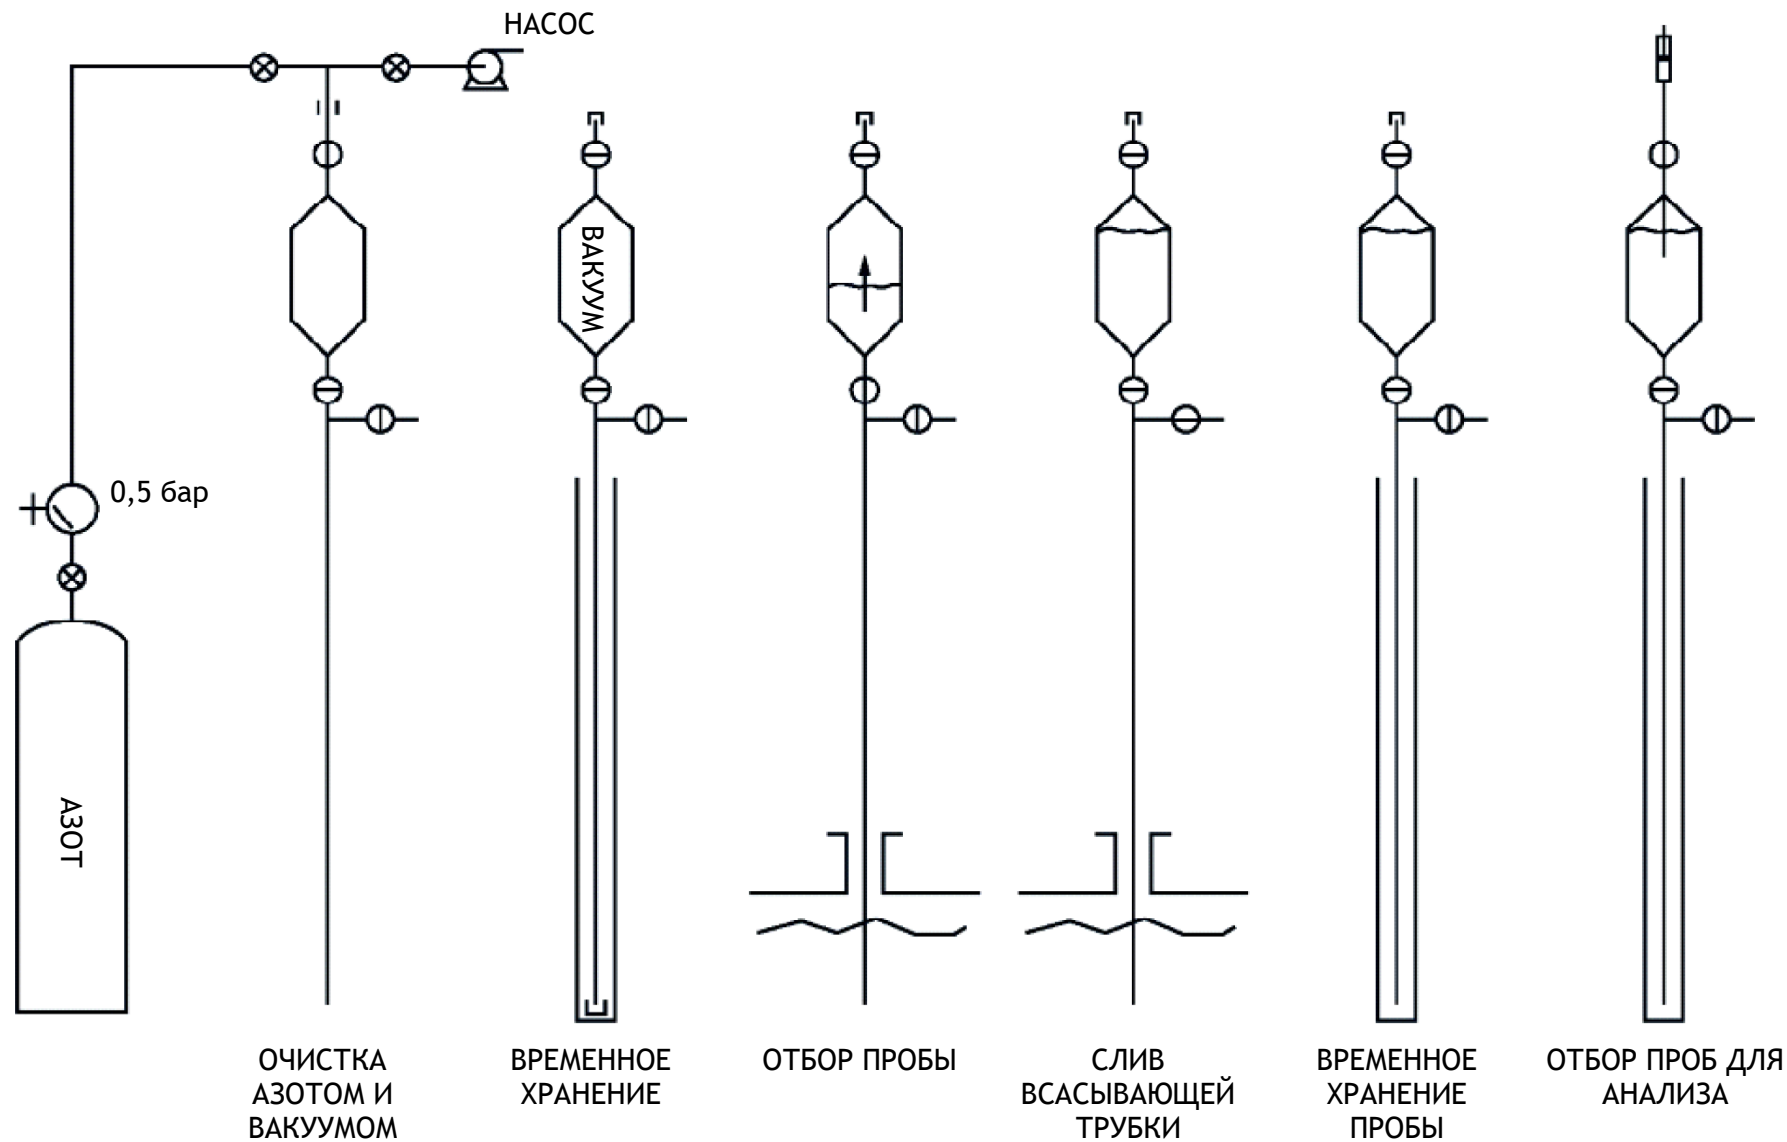 НАСОС
ВАКУУМ
0,5 бар
АЗОТ
ОЧИСТКА
АЗОТОМ И
ВАКУУМОМ
ВРЕМЕННОЕ
ХРАНЕНИЕ
ОТБОР ПРОБЫ
СЛИВ
ВСАСЫВАЮЩЕЙ
ТРУБКИ
ВРЕМЕННОЕ
ХРАНЕНИЕ
ПРОБЫ
ОТБОР ПРОБ ДЛЯ
АНАЛИЗА